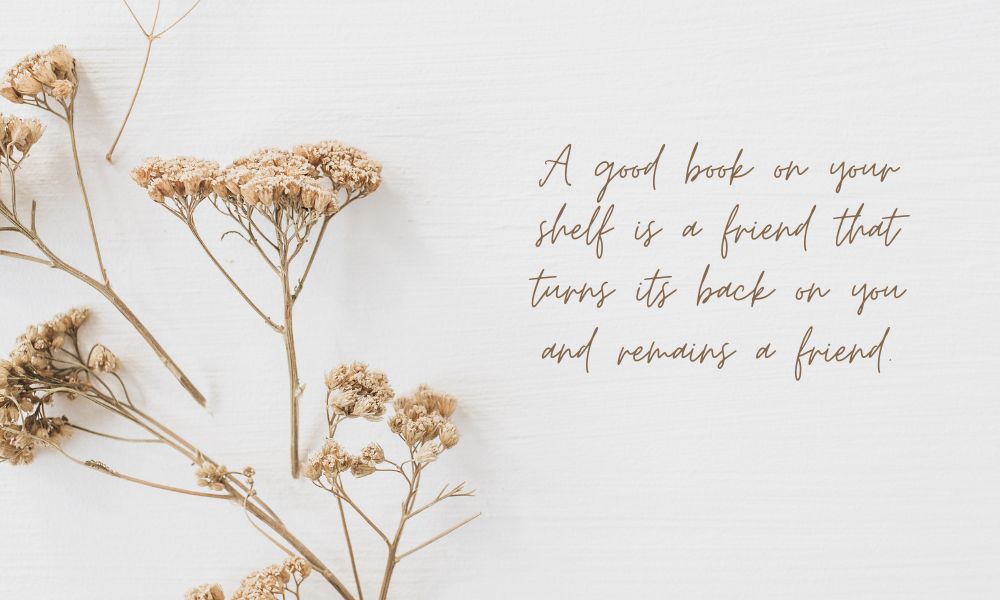 A good book on your
shelf is a friend that
turns its back on you
and remains a friend.